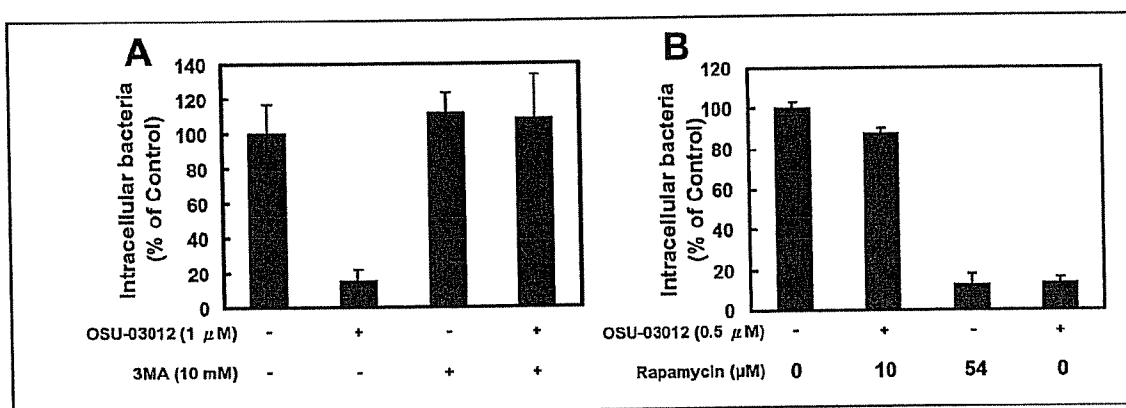 A
Intracellular bacteria
(% of Control)
140
120
100
80
60
40
20
0
OSU-03012 (1 μM) - + - +
3MA (10 mM) - - + +
B
Intracellular bacteria
(% of Control)
120
100
80
60
40
20
0
OSU-03012 (0.5 μM) - + - +
Rapamycin (μM) 0 10 54 0